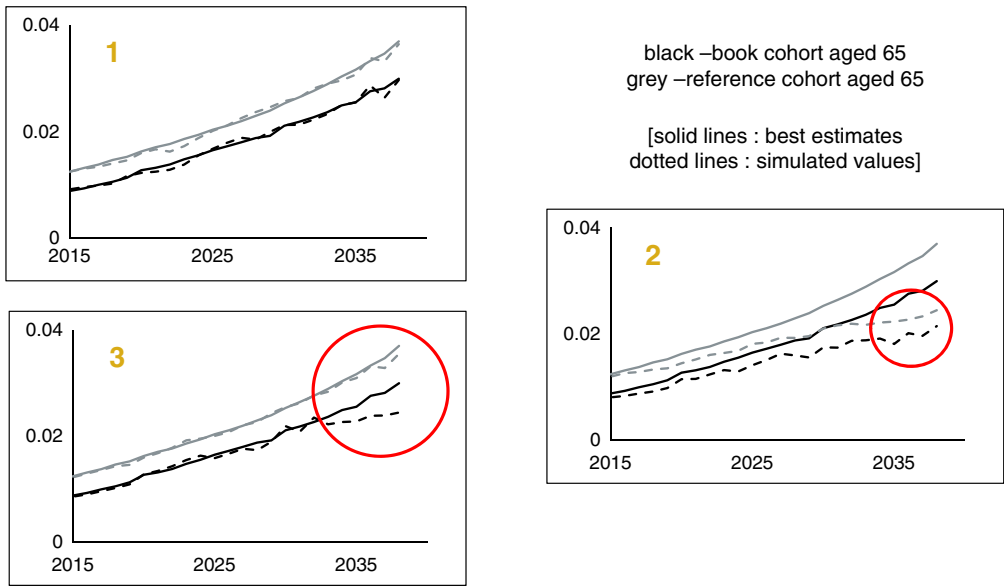 0.04
1
0.02
0
2015 2025 2035
black –book cohort aged 65
grey –reference cohort aged 65
[solid lines : best estimates
dotted lines : simulated values]
0.04
2
0.02
0
2015 2025 2035
0.04
3
0.02
0
2015 2025 2035